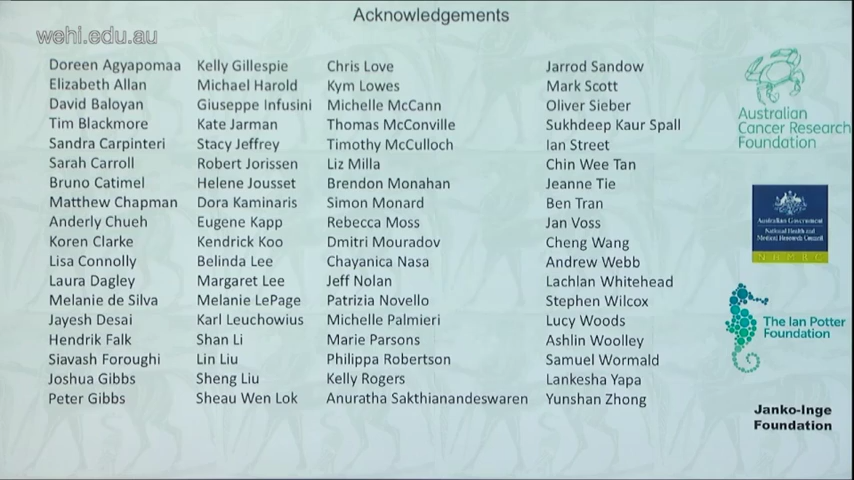 Acknowledgements
wehi.edu.au
Doreen Agyapomaa
Elizabeth Allan
David Baloyan
Tim Blackmore
Sandra Carpinteri
Sarah Carroll
Bruno Catimel
Matthew Chapman
Anderly Chueh
Koren Clarke
Lisa Connolly
Laura Dagley
Melanie de Silva
Jayesh Desai
Hendrik Falk
Siavash Foroughi
Joshua Gibbs
Peter Gibbs
Kelly Gillespie
Michael Harold
Giuseppe Infusini
Kate Jarman
Stacy Jeffrey
Robert Jorissen
Helene Jousset
Dora Kaminaris
Eugene Kapp
Kendrick Koo
Belinda Lee
Margaret Lee
Melanie LePage
Karl Leuchowius
Shan Li
Lin Liu
Sheng Liu
Sheau Wen Lok
Chris Love
Kym Lowes
Michelle McCann
Thomas McConville
Timothy McCulloch
Liz Milla
Brendon Monahan
Simon Monard
Rebecca Moss
Dmitri Mouradov
Chayanica Nasa
Jeff Nolan
Patrizia Novello
Michelle Palmieri
Marie Parsons
Philippa Robertson
Kelly Rogers
Anuratha Sakthianandeswaren
Jarrod Sandow
Mark Scott
Oliver Sieber
Sukhdeep Kaur Spall
Ian Street
Chin Wee Tan
Jeanne Tie
Ben Tran
Jan Voss
Cheng Wang
Andrew Webb
Lachlan Whitehead
Stephen Wilcox
Lucy Woods
Ashlin Woolley
Samuel Wormald
Lankesha Yapa
Yunshan Zhong
Australian
Cancer Research
Foundation
Australian Government
National Health and
Medical Research Council
NHMRC
The Ian Potter
Foundation
Janko-Inge
Foundation